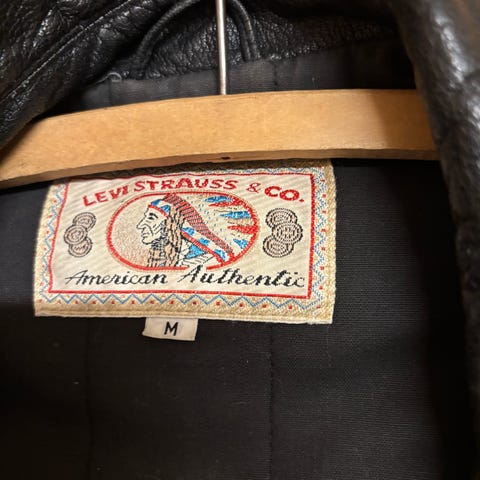 LEVI STRAUSS & CO.
American Authentic
M